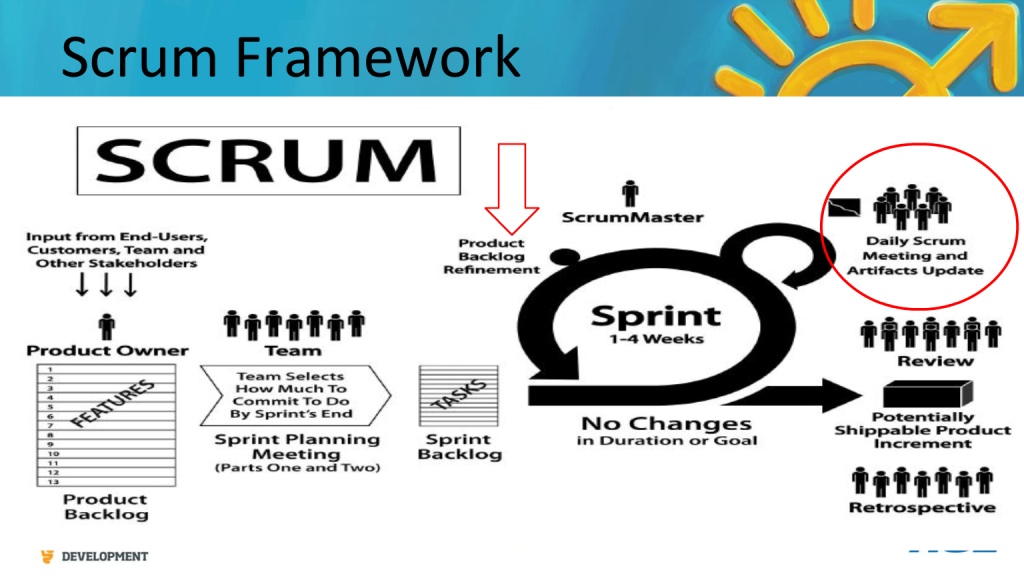 Scrum Framework
SCRUM
Input from End-Users,
Customers, Team and
Other Stakeholders
Product Owner
1
2
3
4
5
6
7
8
9
10
11
12
13
FEATURES
Product
Backlog
Team
Team Selects
How Much To
Commit To Do
By Sprint's End
Sprint Planning
Meeting
(Parts One and Two)
TASKS
Sprint
Backlog
Product
Backlog
Refinement
ScrumMaster
Sprint
1-4 Weeks
No Changes
in Duration or Goal
Daily Scrum
Meeting and
Artifacts Update
Review
Potentially
Shippable Product
Increment
Retrospective
DEVELOPMENT